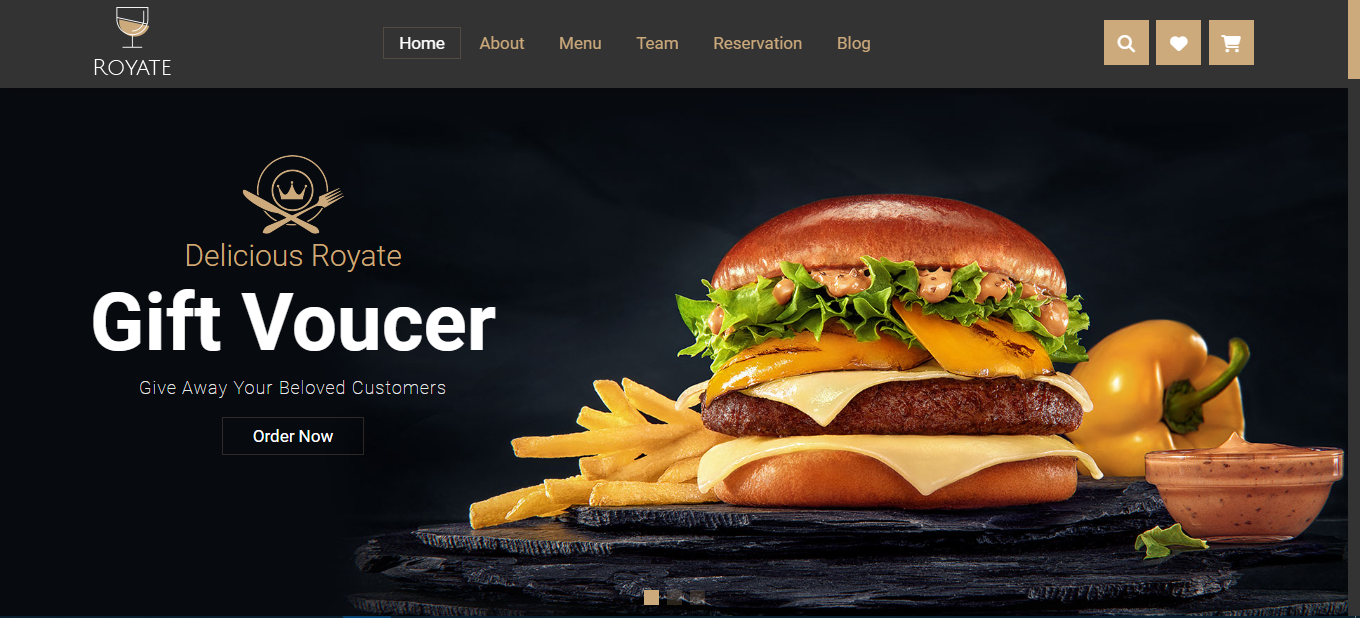 ROYATE
Home About Menu Team Reservation Blog
Delicious Royate
Gift Voucer
Give Away Your Beloved Customers
Order Now